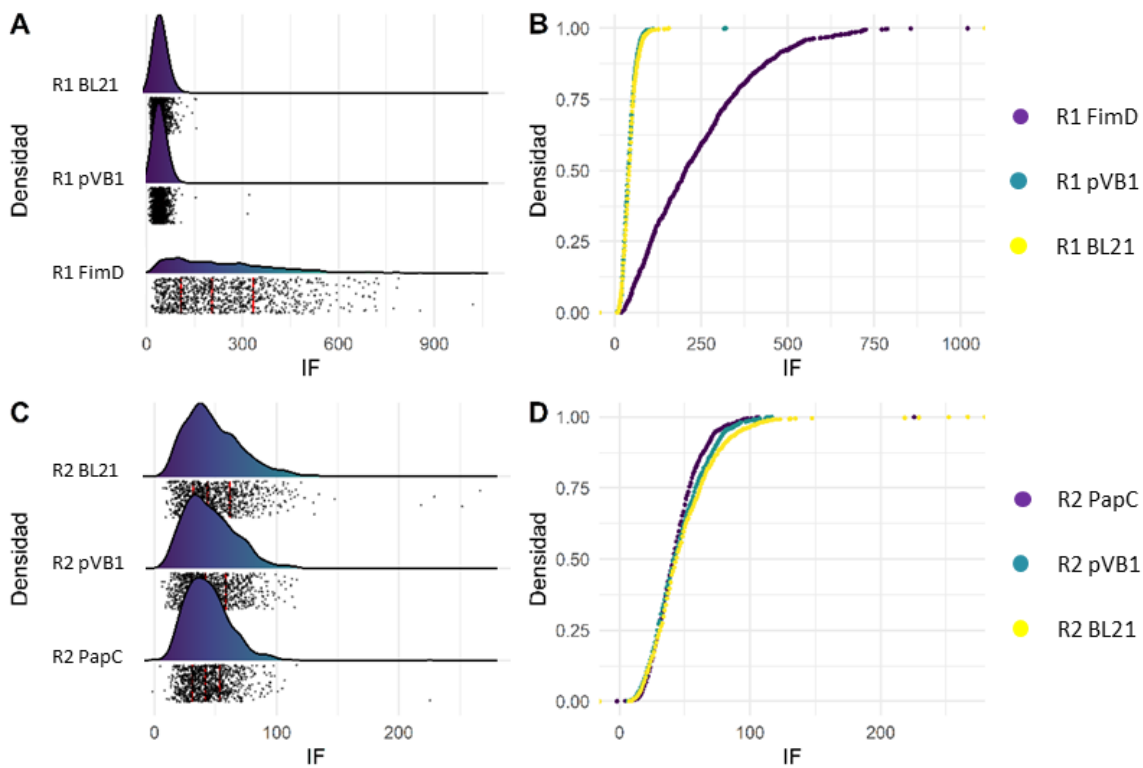 A
R1 BL21
R1 pVB1
R1 FimD
Densidad
0 300 600 900
IF
B
1.00
0.75
0.50
0.25
0.00
Densidad
0 250 500 750 1000
IF
R1 FimD
R1 pVB1
R1 BL21
C
R2 BL21
R2 pVB1
R2 PapC
Densidad
0 100 200
IF
D
1.00
0.75
0.50
0.25
0.00
Densidad
0 100 200
IF
R2 PapC
R2 pVB1
R2 BL21